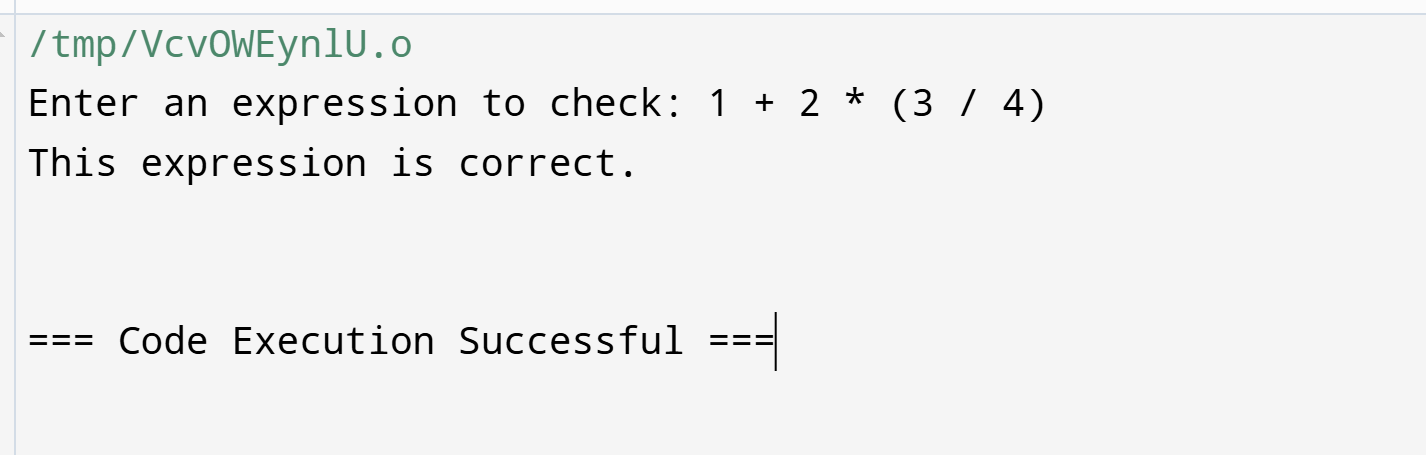 /tmp/VcvOWEynlU.o
Enter an expression to check: 1 + 2 * (3 / 4)
This expression is correct.
=== Code Execution Successful ===